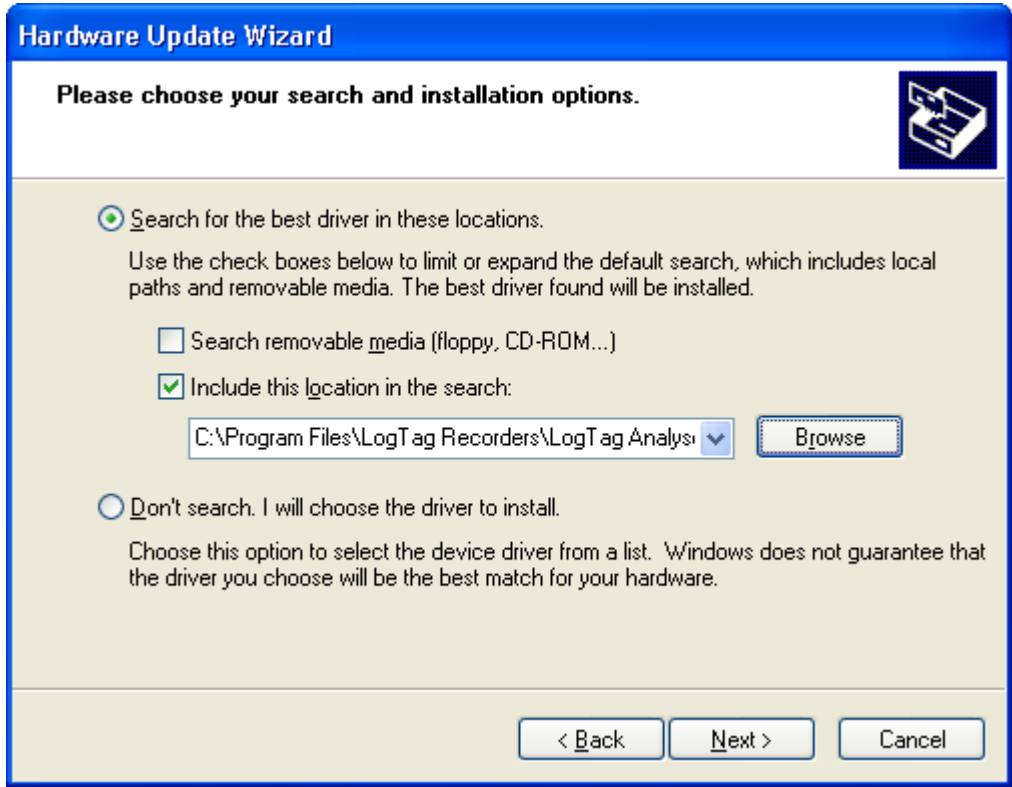 Hardware Update Wizard
Please choose your search and installation options.
Search for the best driver in these locations.
Use the check boxes below to limit or expand the default search, which includes local
paths and removable media. The best driver found will be installed.
Search removable media (floppy, CD-ROM...)
Include this location in the search:
C:\Program Files\LogTag Recorders\LogTag Analys
Browse
Don't search. I will choose the driver to install.
Choose this option to select the device driver from a list.  Windows does not guarantee that
the driver you choose will be the best match for your hardware.
< Back
Next >
Cancel